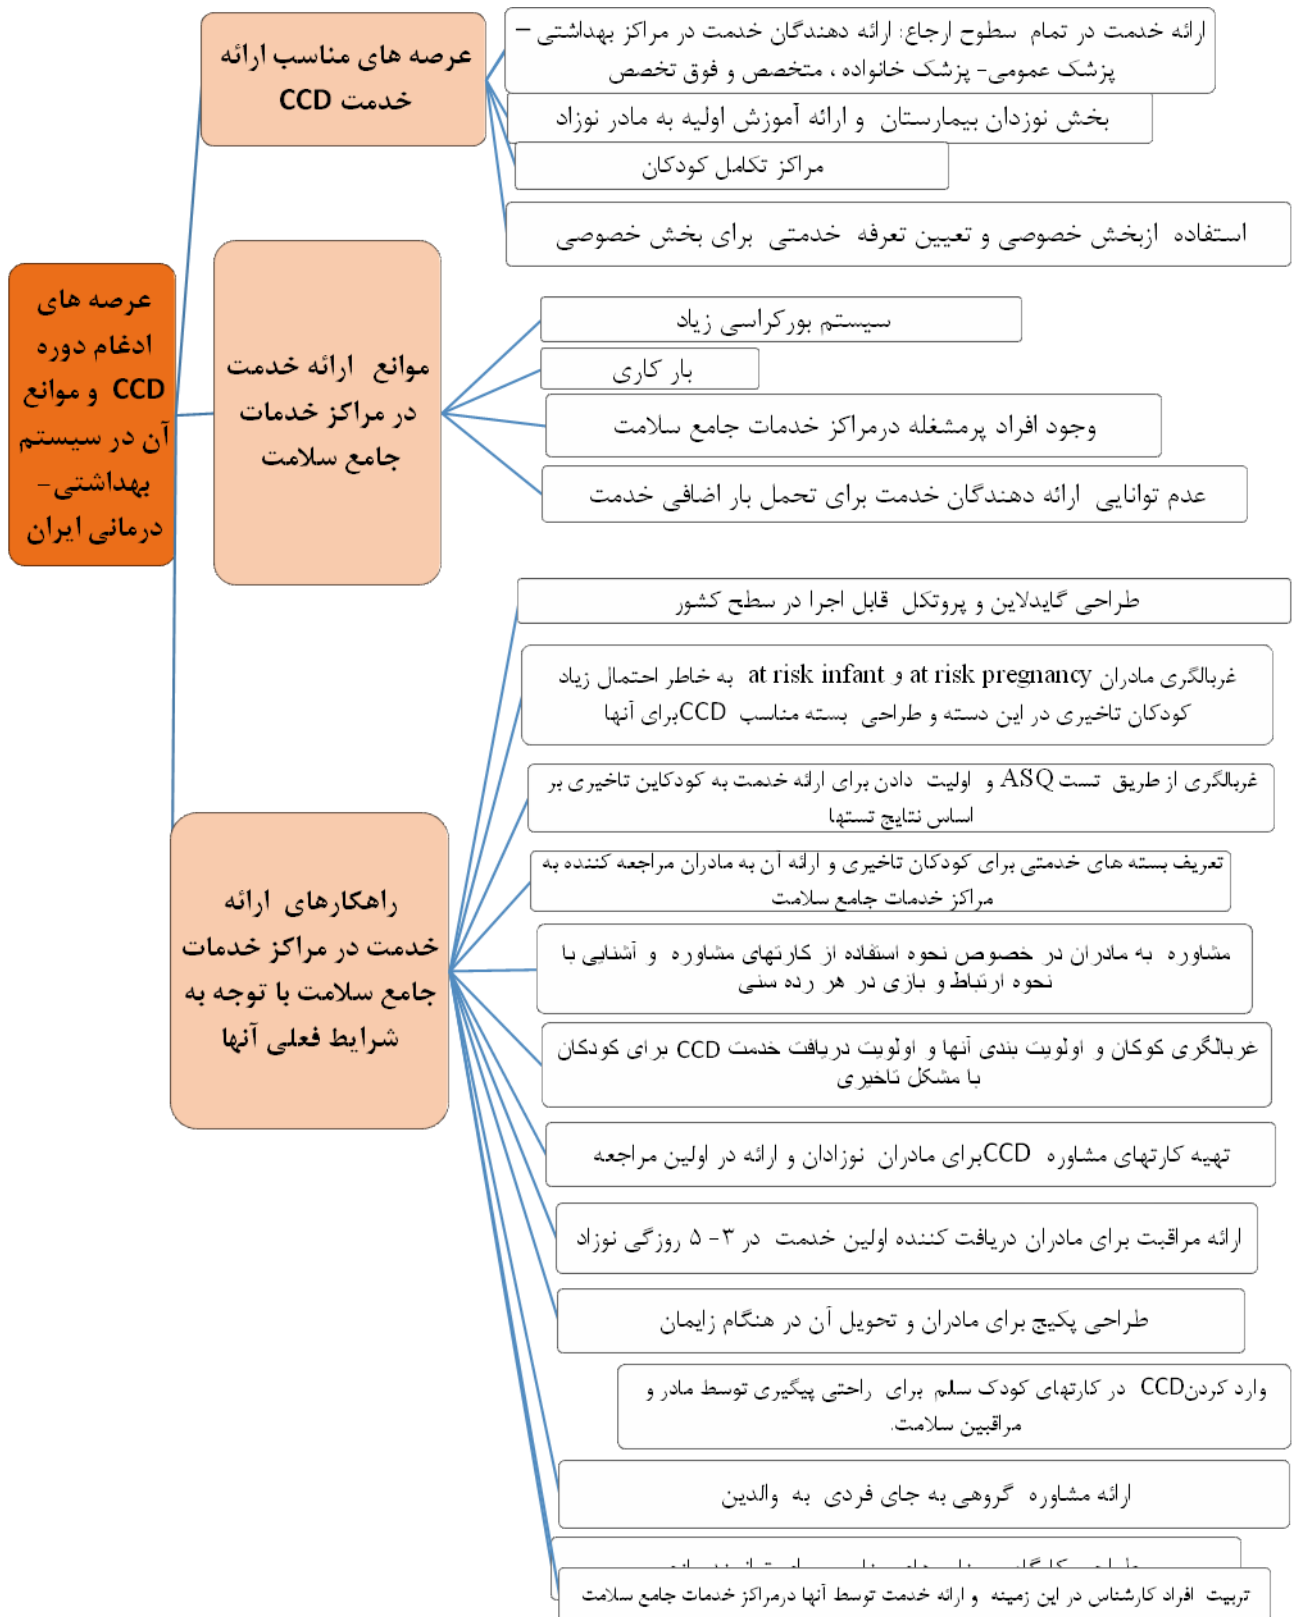 عرصه های
ادغام دوره
CCD و موانع
آن در سیستم
بهداشتی-
درمانی ایران
عرصه های مناسب ارائه
خدمت CCD
ارائه خدمت در تمام سطوح ارجاع: ارائه دهندگان خدمت در مراکز بهداشتی –
پزشک عمومی- پزشک خانواده ، متخصص و فوق تخصص
بخش نوزدان بیمارستان و ارائه آموزش اولیه به مادر نوزاد
مراکز تکامل کودکان
استفاده ازبخش خصوصی و تعیین تعرفه خدمتی برای بخش خصوصی
موانع ارائه خدمت
در مراکز خدمات
جامع سلامت
سیستم بورکراسی زیاد
بار کاری
وجود افراد پرمشغله درمراکز خدمات جامع سلامت
عدم توانایی ارائه دهندگان خدمت برای تحمل بار اضافی خدمت
راهکارهای ارائه
خدمت در مراکز خدمات
جامع سلامت با توجه به
شرایط فعلی آنها
طراحی گایدلاین و پروتکل قابل اجرا در سطح کشور
غربالگری مادران at risk pregnancy و at risk infant به خاطر احتمال زیاد
کودکان تاخیری در این دسته و طراحی بسته مناسب CCDبرای آنها
غربالگری از طریق تست ASQ و اولیت دادن برای ارائه خدمت به کودکاین تاخیری بر
اساس نتایج تستها
تعریف بسته های خدمتی برای کودکان تاخیری و ارائه آن به مادران مراجعه کننده به
مراکز خدمات جامع سلامت
مشاوره به مادران در خصوص نحوه استفاده از کارتهای مشاوره و آشنایی با
نحوه ارتباط و بازی در هر رده سنی
غربالگری کوکان و اولویت بندی آنها و اولویت دریافت خدمت CCD برای کودکان
با مشکل تاخیری
تهیه کارتهای مشاوره CCDبرای مادران نوزادان و ارائه در اولین مراجعه
ارائه مراقبت برای مادران دریافت کننده اولین خدمت در ۳- ۵ روزگی نوزاد
طراحی پکیج برای مادران و تحویل آن در هنگام زایمان
وارد کردنCCD در کارتهای کودک سلم برای راحتی پیگیری توسط مادر و
مراقبین سلامت.
ارائه مشاوره گروهی به جای فردی به والدین
تربیت افراد کارشناس در این زمینه و ارائه خدمت توسط آنها درمراکز خدمات جامع سلامت